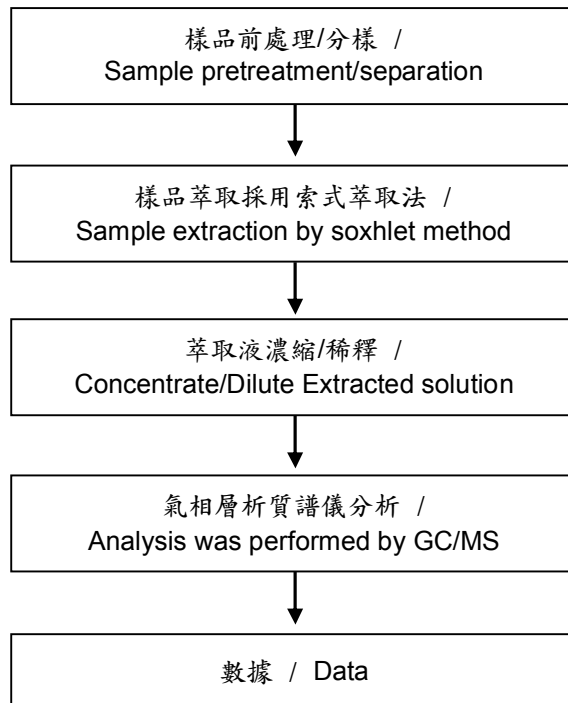 樣品前處理/分樣 /
Sample pretreatment/separation
樣品萃取採用索式萃取法 /
Sample extraction by soxhlet method
萃取液濃縮/稀釋 /
Concentrate/Dilute Extracted solution
氣相層析質譜儀分析 /
Analysis was performed by GC/MS
數據 / Data